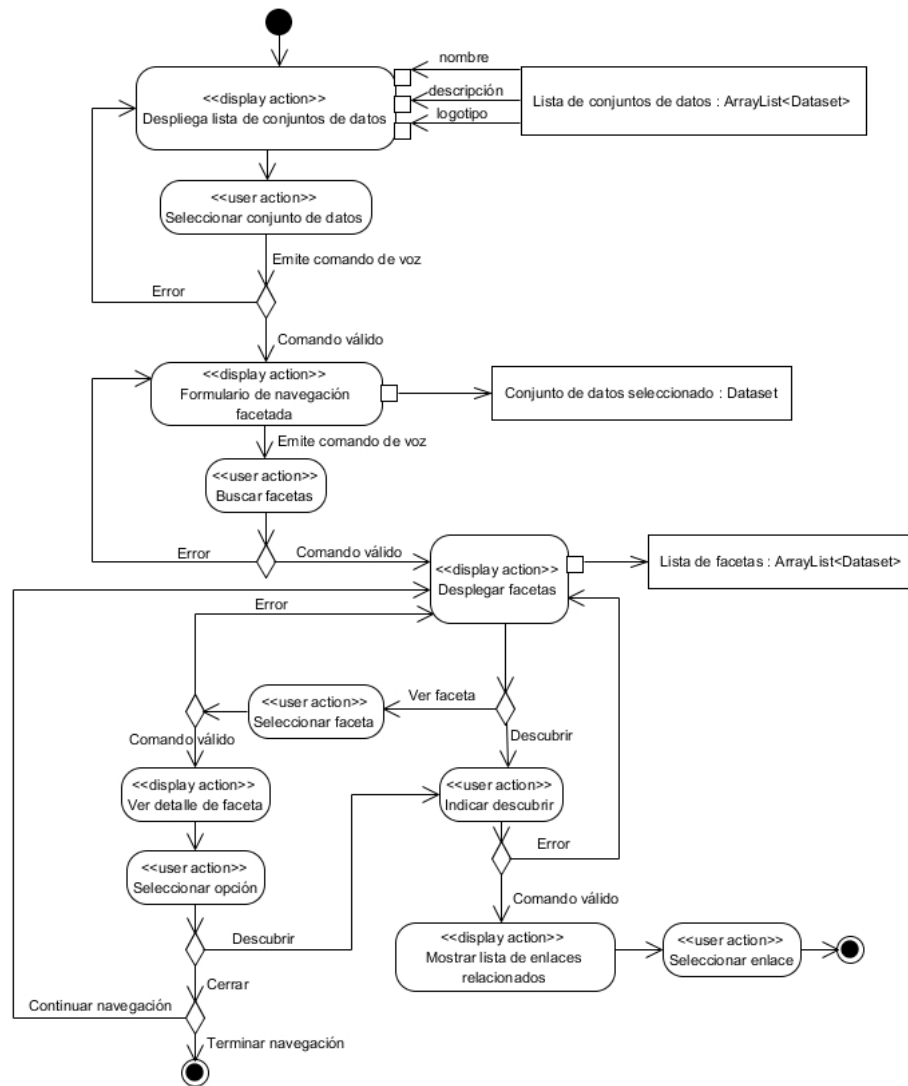 nombre
<<display action>>
Despliega lista de conjuntos de datos
descripción
logotipo
Lista de conjuntos de datos : ArrayList<Dataset>
<<user action>>
Seleccionar conjunto de datos
Emite comando de voz
Error
Comando válido
<<display action>>
Formulario de navegación
facetada
Conjunto de datos seleccionado : Dataset
Emite comando de voz
<<user action>>
Buscar facetas
Error
Comando válido
<<display action>>
Desplegar facetas
Lista de facetas : ArrayList<Dataset>
Error
Ver faceta
<<user action>>
Seleccionar faceta
Descubrir
Comando válido
<<display action>>
Ver detalle de faceta
<<user action>>
Indicar descubrir
Error
<<user action>>
Seleccionar opción
Comando válido
Descubrir
<<display action>>
Mostrar lista de enlaces
relacionados
<<user action>>
Seleccionar enlace
Cerrar
Continuar navegación
Terminar navegación